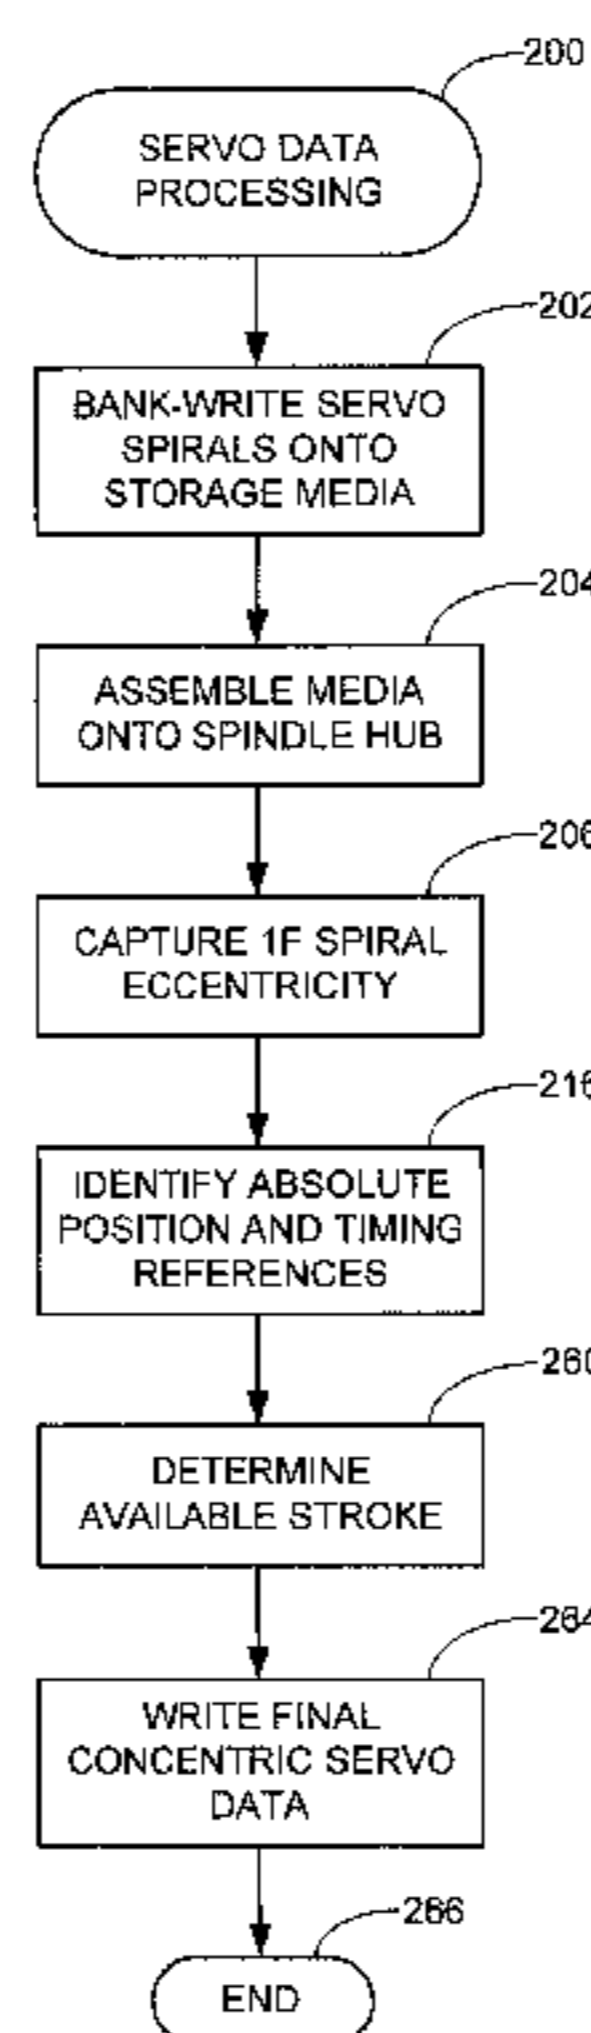 200
SERVO DATA
PROCESSING
202
BANK-WRITE SERVO
SPIRALS ONTO
STORAGE MEDIA
204
ASSEMBLE MEDIA
ONTO SPINDLE HUB
206
CAPTURE 1F SPIRAL
ECCENTRICITY
216
IDENTIFY ABSOLUTE
POSITION AND TIMING
REFERENCES
260
DETERMINE
AVAILABLE STROKE
264
WRITE FINAL
CONCENTRIC SERVO
DATA
266
END